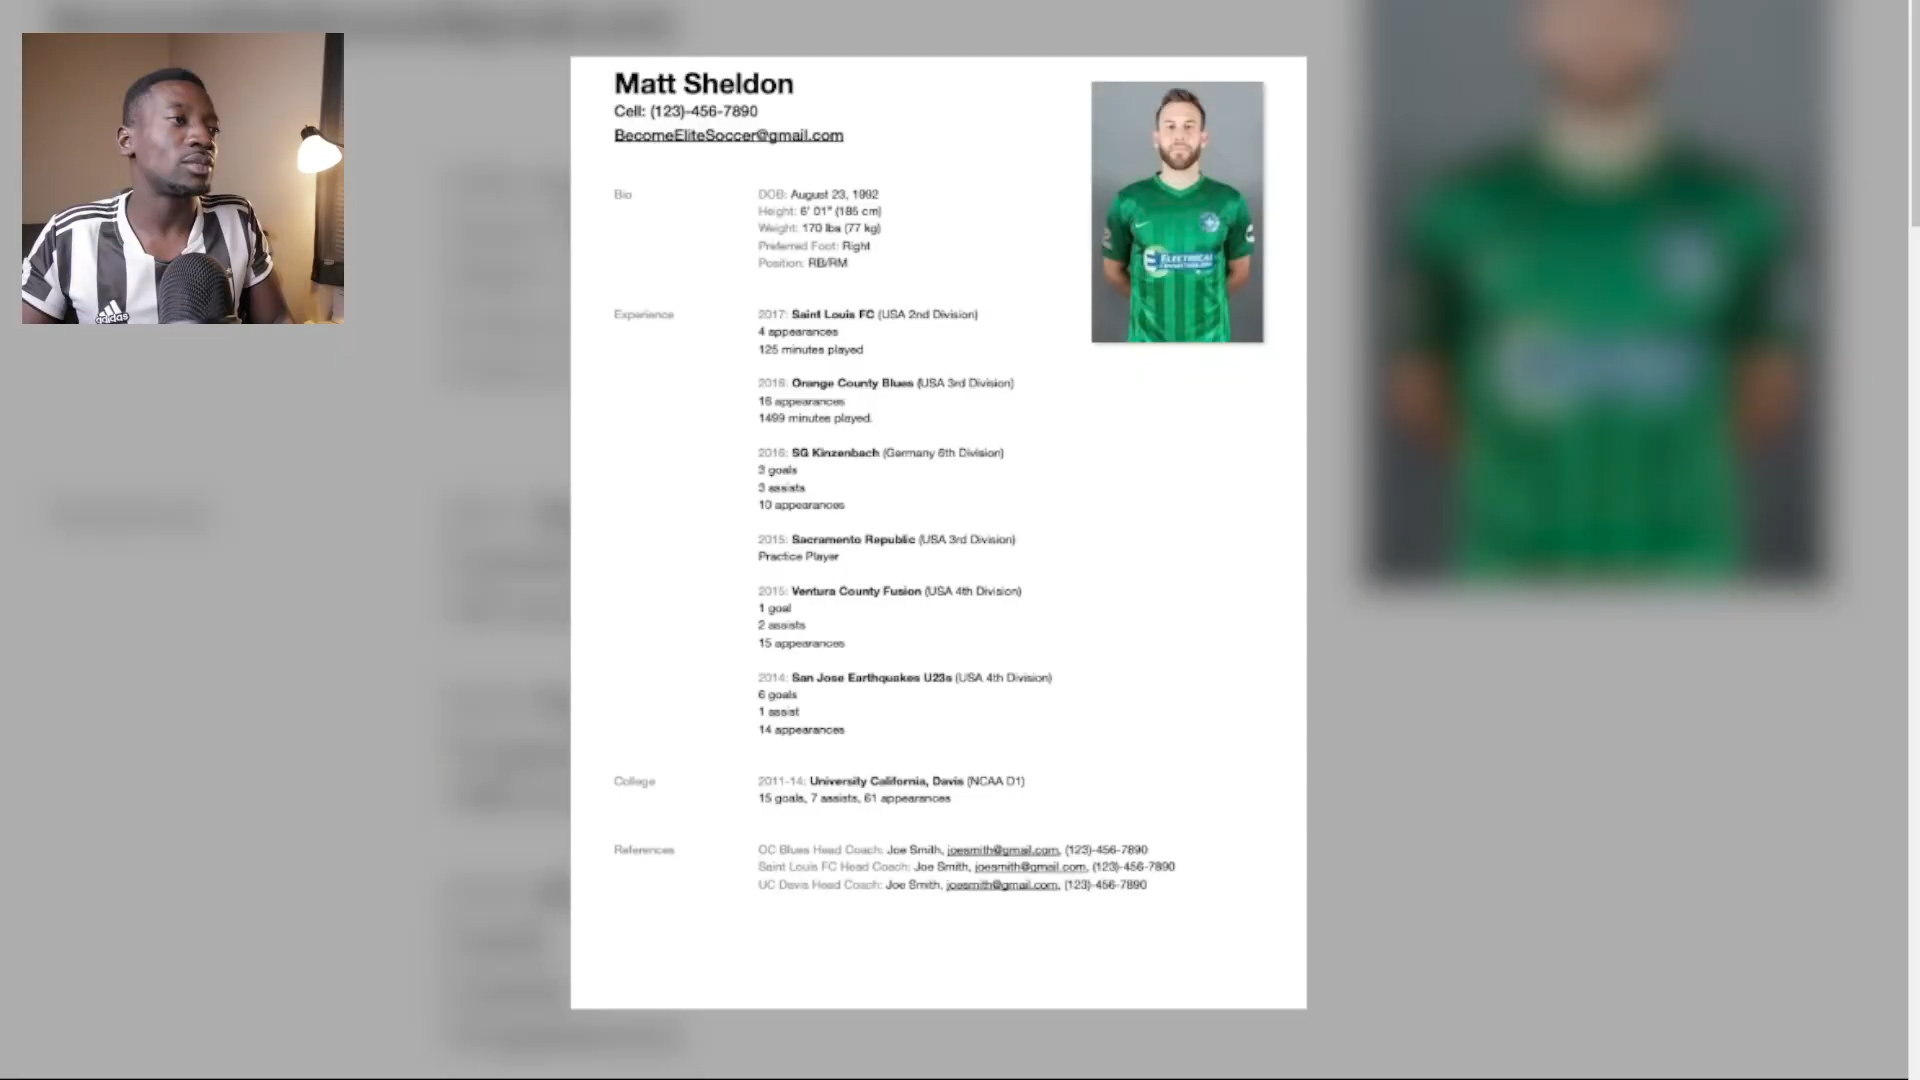 Matt Sheldon
Cell: (123)-456-7890
BecomeEliteSoccer@gmail.com
Bio
DOB: August 23, 1992
Height: 6' 01" (185 cm)
Weight: 170 lbs (77 kg)
Preferred Foot: Right
Position: RB/RM
ELECTRICAL
Experience
2017: Saint Louis FC (USA 2nd Division)
4 appearances
125 minutes played
2016: Orange County Blues (USA 3rd Division)
16 appearances
1499 minutes played
2016: SG Kinzenbach (Germany 6th Division)
3 goals
3 assists
10 appearances
2015: Sacramento Republic (USA 3rd Division)
Practice Player
2015: Ventura County Fusion (USA 4th Division)
1 goal
2 assists
15 appearances
2014: San Jose Earthquakes U23s (USA 4th Division)
6 goals
1 assist
14 appearances
College
2011-14: University California, Davis (NCAA D1)
15 goals, 7 assists, 61 appearances
References
OC Blues Head Coach: Joe Smith, joesmith@gmail.com, (123)-456-7890
Saint Louis FC Head Coach: Joe Smith, joesmith@gmail.com, (123)-456-7890
UC Davis Head Coach: Joe Smith, joesmith@gmail.com, (123)-456-7890
adidas